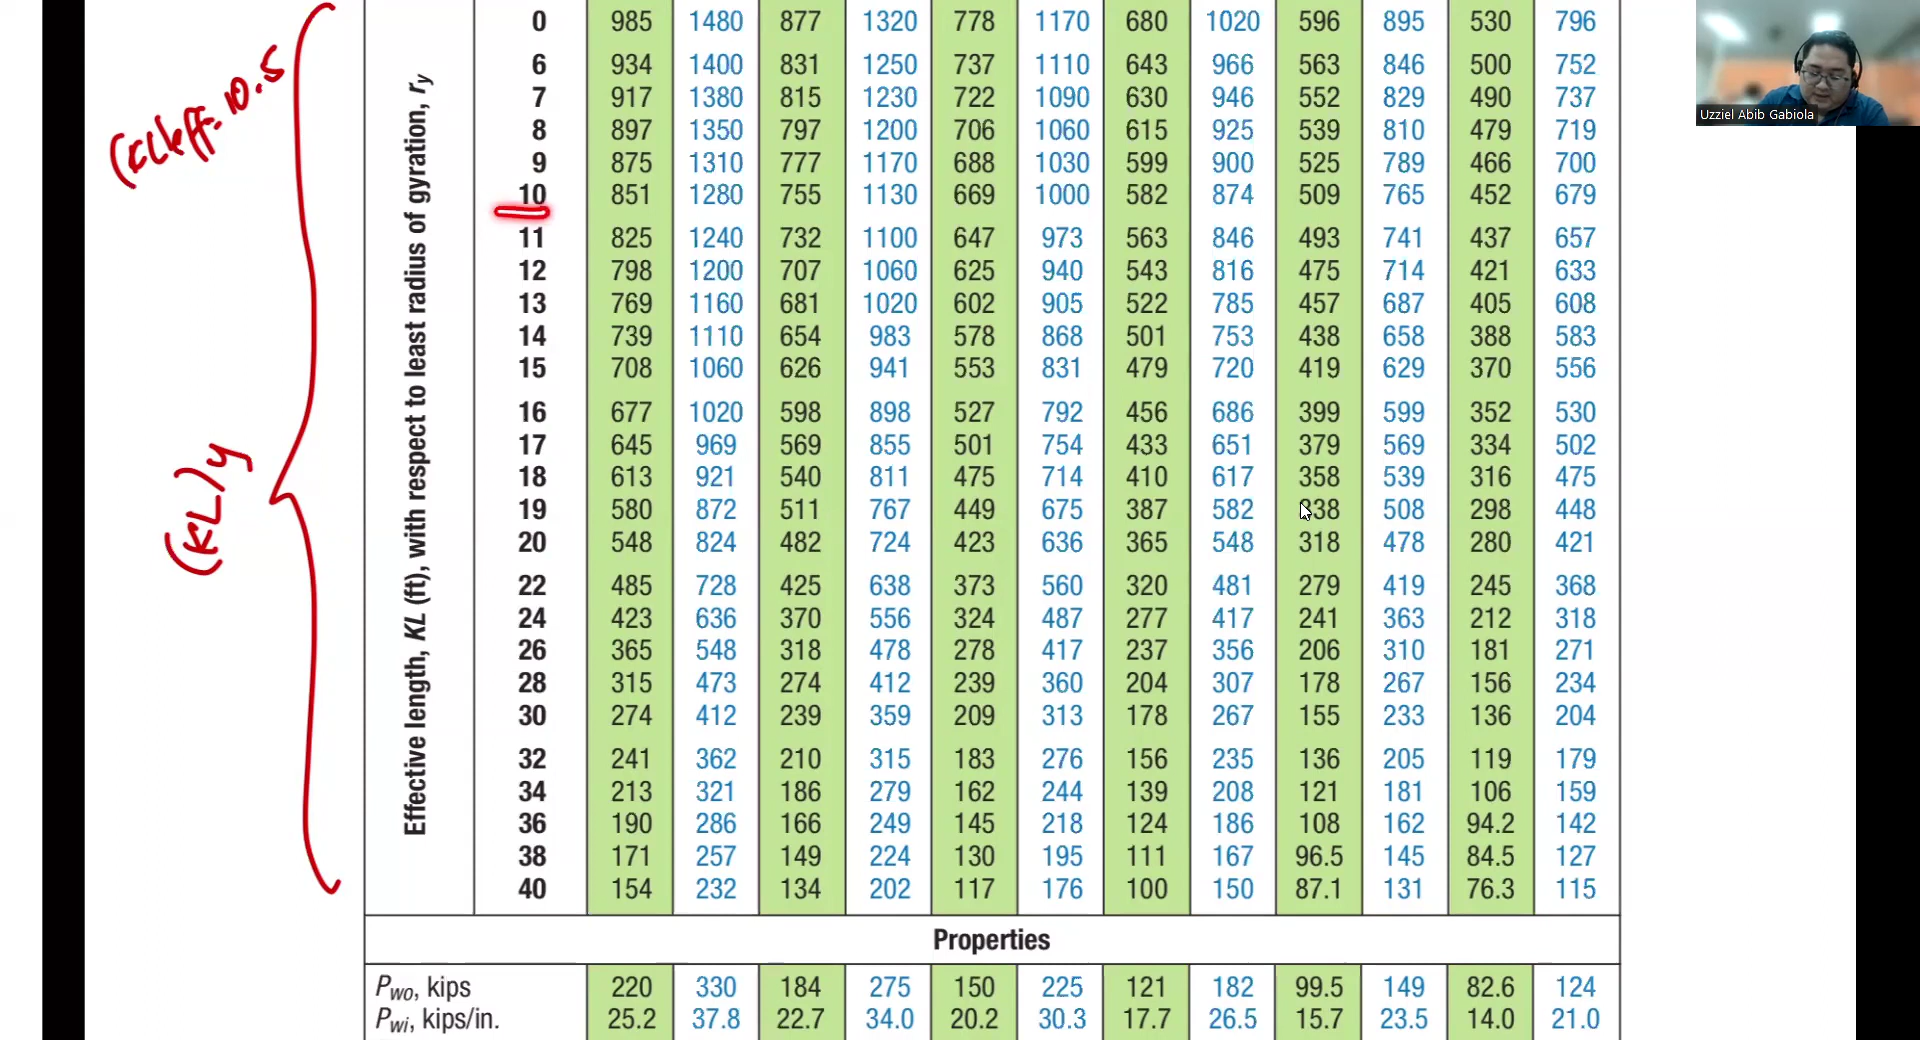 (KL)eff = 10.5
(KL)y
Effective length, KL (ft), with respect to least radius of gyration, ry
0 985 1480 877 1320 778 1170 680 1020 596 895 530 796
6 934 1400 831 1250 737 1110 643 966 563 846 500 752
7 917 1380 815 1230 722 1090 630 946 552 829 490 737
8 897 1350 797 1200 706 1060 615 925 539 810 479 719
9 875 1310 777 1170 688 1030 599 900 525 789 466 700
10 851 1280 755 1130 669 1000 582 874 509 765 452 679
11 825 1240 732 1100 647 973 563 846 493 741 437 657
12 798 1200 707 1060 625 940 543 816 475 714 421 633
13 769 1160 681 1020 602 905 522 785 457 687 405 608
14 739 1110 654 983 578 868 501 753 438 658 388 583
15 708 1060 626 941 553 831 479 720 419 629 370 556
16 677 1020 598 898 527 792 456 686 399 599 352 530
17 645 969 569 855 501 754 433 651 379 569 334 502
18 613 921 540 811 475 714 410 617 358 539 316 475
19 580 872 511 767 449 675 387 582 338 508 298 448
20 548 824 482 724 423 636 365 548 318 478 280 421
22 485 728 425 638 373 560 320 481 279 419 245 368
24 423 636 370 556 324 487 277 417 241 363 212 318
26 365 548 318 478 278 417 237 356 206 310 181 271
28 315 473 274 412 239 360 204 307 178 267 156 234
30 274 412 239 359 209 313 178 267 155 233 136 204
32 241 362 210 315 183 276 156 235 136 205 119 179
34 213 321 186 279 162 244 139 208 121 181 106 159
36 190 286 166 249 145 218 124 186 108 162 94.2 142
38 171 257 149 224 130 195 111 167 96.5 145 84.5 127
40 154 232 134 202 117 176 100 150 87.1 131 76.3 115
Properties
Pwo, kips 220 330 184 275 150 225 121 182 99.5 149 82.6 124
Pwi, kips/in. 25.2 37.8 22.7 34.0 20.2 30.3 17.7 26.5 15.7 23.5 14.0 21.0
Uzziel Abib Gabiola